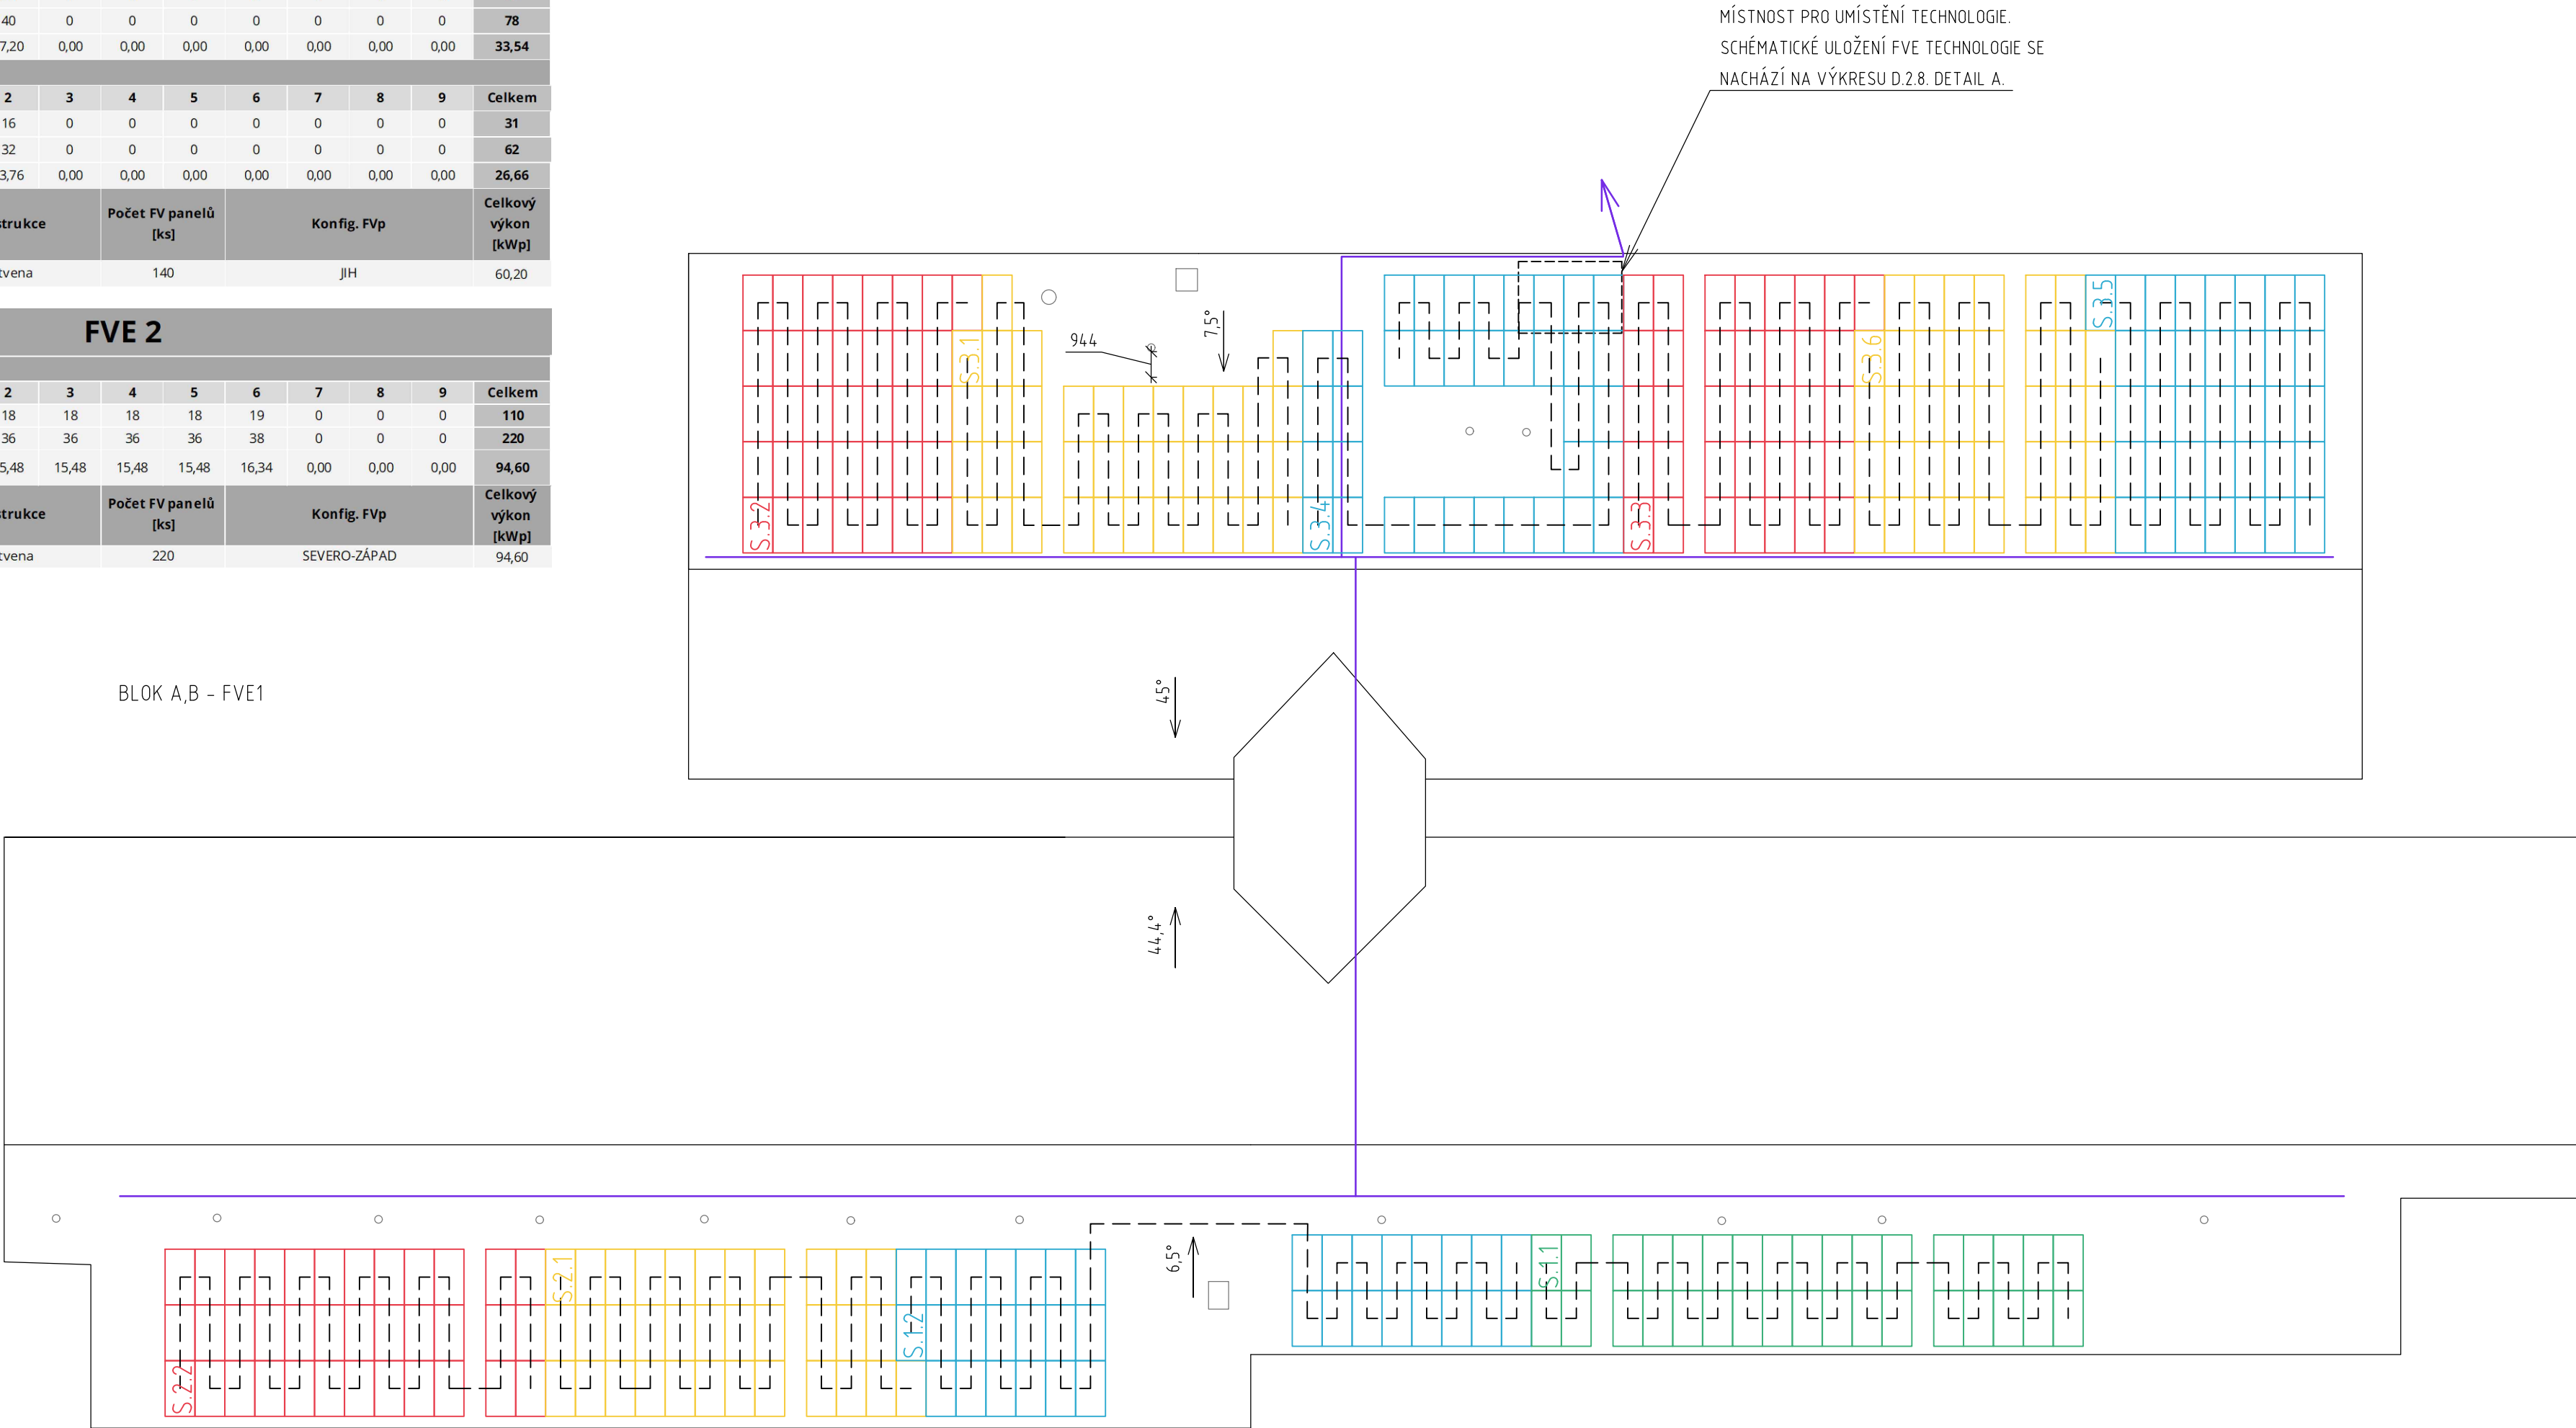 40 0 0 0 0 0 0 0 78
7,20 0,00 0,00 0,00 0,00 0,00 0,00 0,00 33,54
2 3 4 5 6 7 8 9 Celkem
16 0 0 0 0 0 0 0 31
32 0 0 0 0 0 0 0 62
3,76 0,00 0,00 0,00 0,00 0,00 0,00 0,00 26,66
strukce Počet FV panelů [ks] Konfig. FVp Celkový výkon [kWp]
tvena 140 JIH 60,20
FVE 2
2 3 4 5 6 7 8 9 Celkem
18 18 18 18 19 0 0 0 110
36 36 36 36 38 0 0 0 220
5,48 15,48 15,48 15,48 16,34 0,00 0,00 0,00 94,60
strukce Počet FV panelů [ks] Konfig. FVp Celkový výkon [kWp]
tvena 220 SEVERO-ZÁPAD 94,60
BLOK A,B - FVE1
MÍSTNOST PRO UMÍSTĚNÍ TECHNOLOGIE.
SCHÉMATICKÉ ULOŽENÍ FVE TECHNOLOGIE SE
NACHÁZÍ NA VÝKRESU D.2.8. DETAIL A.
944
7,5°
S.3.1
S.3.2
S.3.4
S.3.3
S.3.6
S.3.5
45°
44,4°
6,5°
S.2.2
S.2.1
S.1.2
S.1.1